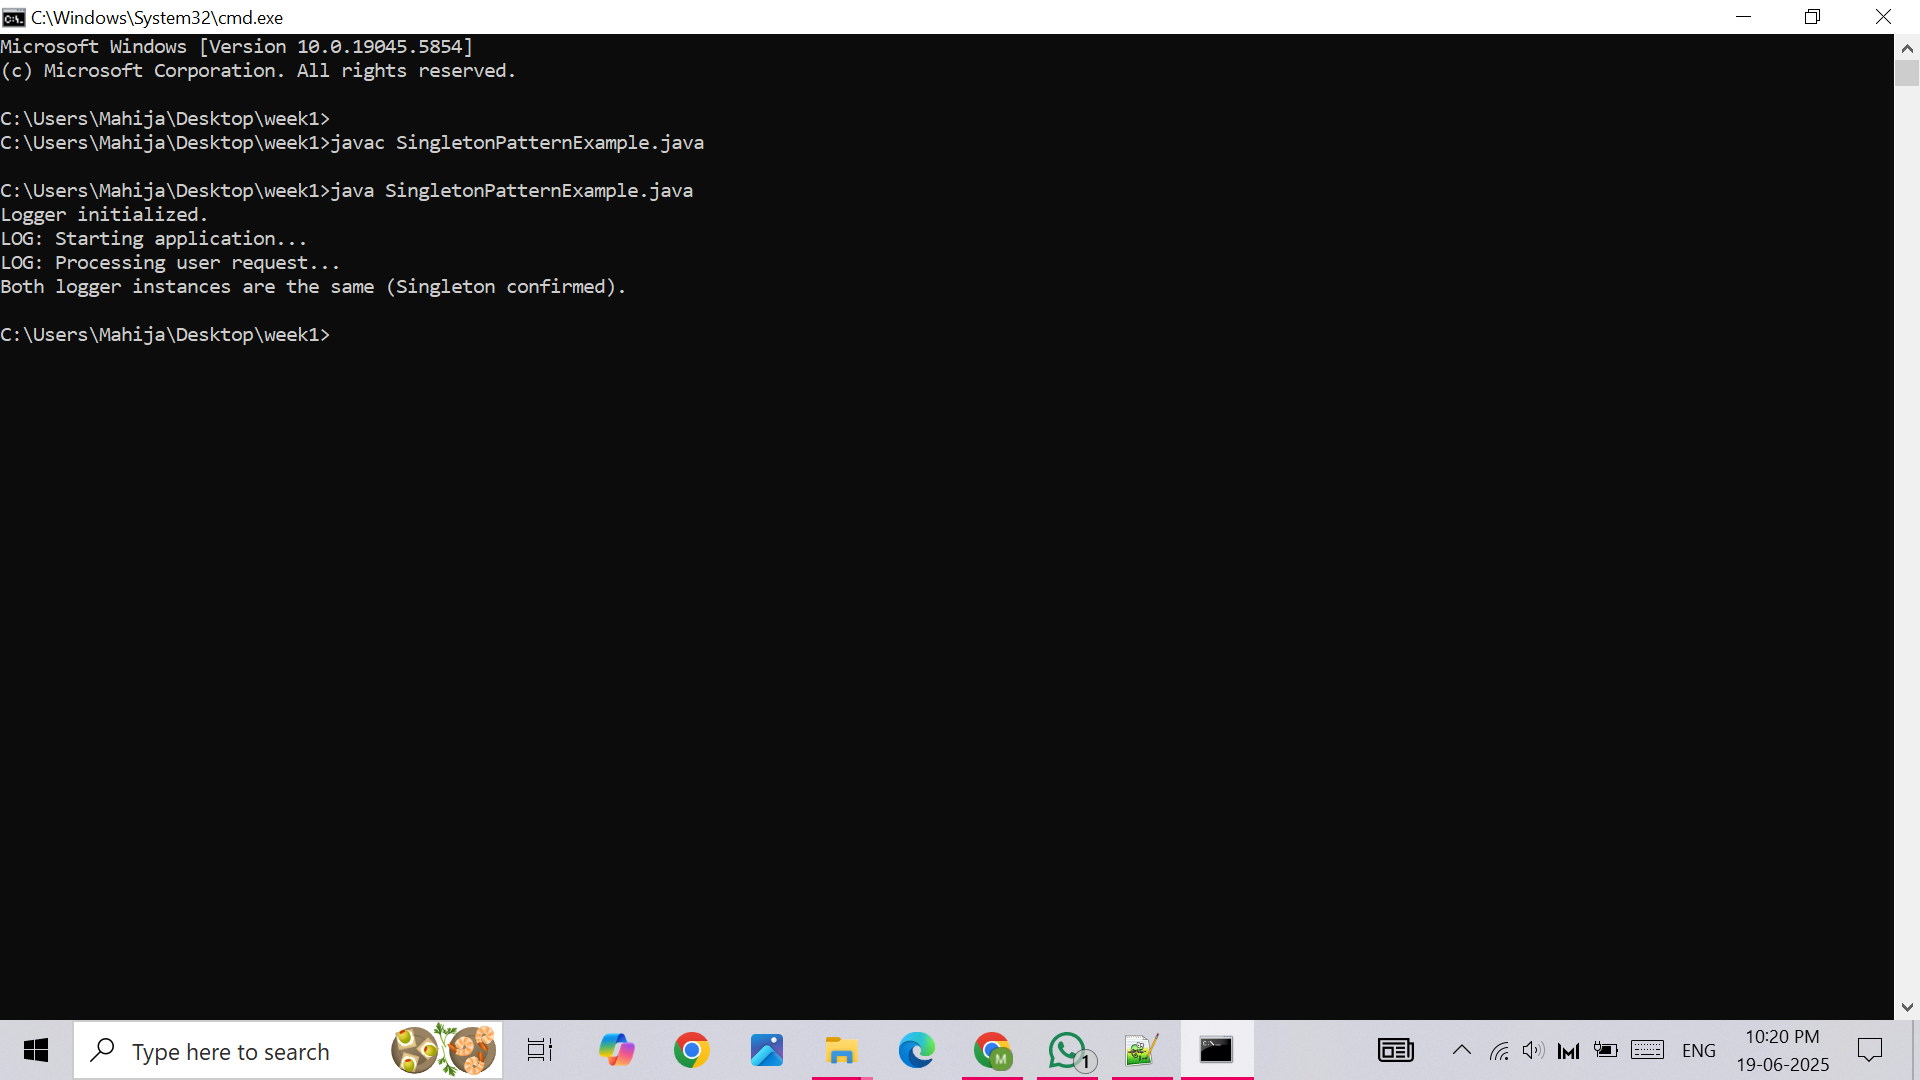 C:\Windows\System32\cmd.exe
Microsoft Windows [Version 10.0.19045.5854]
(c) Microsoft Corporation. All rights reserved.
C:\Users\Mahija\Desktop\week1>
C:\Users\Mahija\Desktop\week1>javac SingletonPatternExample.java
C:\Users\Mahija\Desktop\week1>java SingletonPatternExample.java
Logger initialized.
LOG: Starting application...
LOG: Processing user request...
Both logger instances are the same (Singleton confirmed).
C:\Users\Mahija\Desktop\week1>
Type here to search
M
1
ENG
10:20 PM
19-06-2025